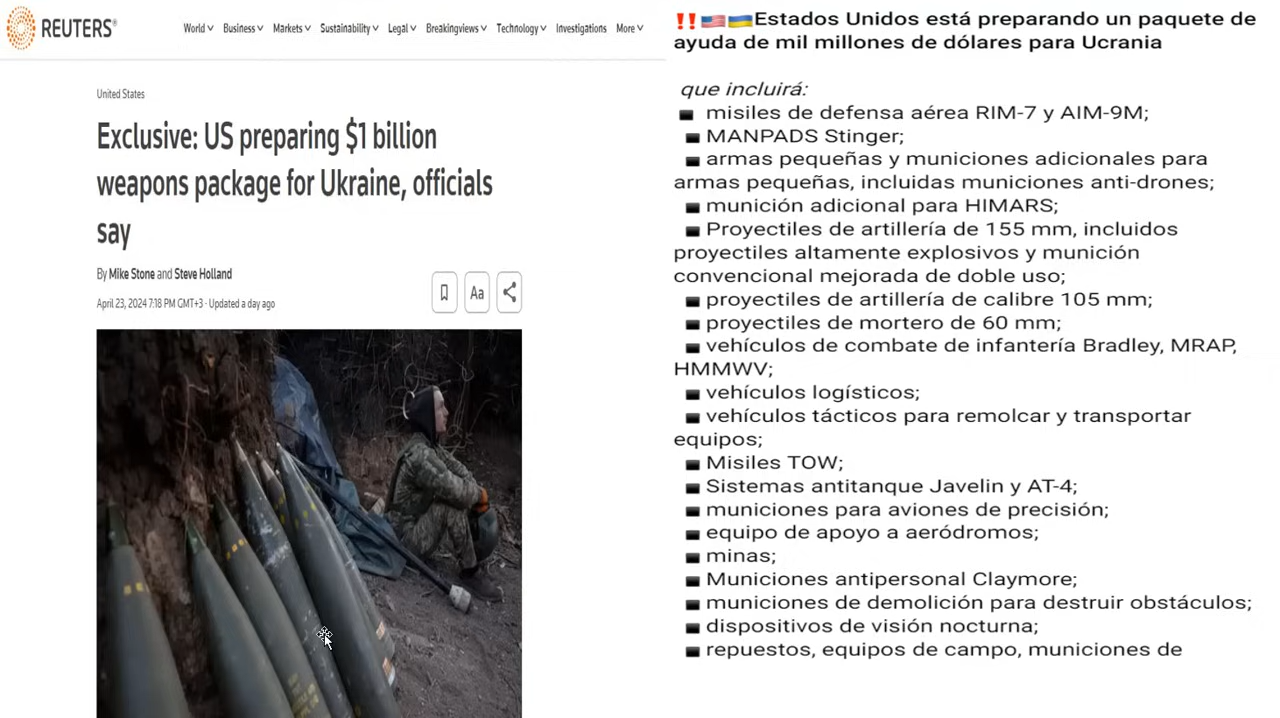 REUTERS®
World Business Markets Sustainability Legal Breakingviews Technology Investigations More
United States
Exclusive: US preparing $1 billion
weapons package for Ukraine, officials
say
By Mike Stone and Steve Holland
April 23, 2024 7:18 PM GMT+3 · Updated a day ago
Aa
‼️🇺🇸🇺🇦Estados Unidos está preparando un paquete de
ayuda de mil millones de dólares para Ucrania
que incluirá:
▪️ misiles de defensa aérea RIM-7 y AIM-9M;
▪️ MANPADS Stinger;
▪️ armas pequeñas y municiones adicionales para
armas pequeñas, incluidas municiones anti-drones;
▪️ munición adicional para HIMARS;
▪️ Proyectiles de artillería de 155 mm, incluidos
proyectiles altamente explosivos y munición
convencional mejorada de doble uso;
▪️ proyectiles de artillería de calibre 105 mm;
▪️ proyectiles de mortero de 60 mm;
▪️ vehículos de combate de infantería Bradley, MRAP,
HMMWV;
▪️ vehículos logísticos;
▪️ vehículos tácticos para remolcar y transportar
equipos;
▪️ Misiles TOW;
▪️ Sistemas antitanque Javelin y AT-4;
▪️ municiones para aviones de precisión;
▪️ equipo de apoyo a aeródromos;
▪️ minas;
▪️ Municiones antipersonal Claymore;
▪️ municiones de demolición para destruir obstáculos;
▪️ dispositivos de visión nocturna;
▪️ repuestos, equipos de campo, municiones de